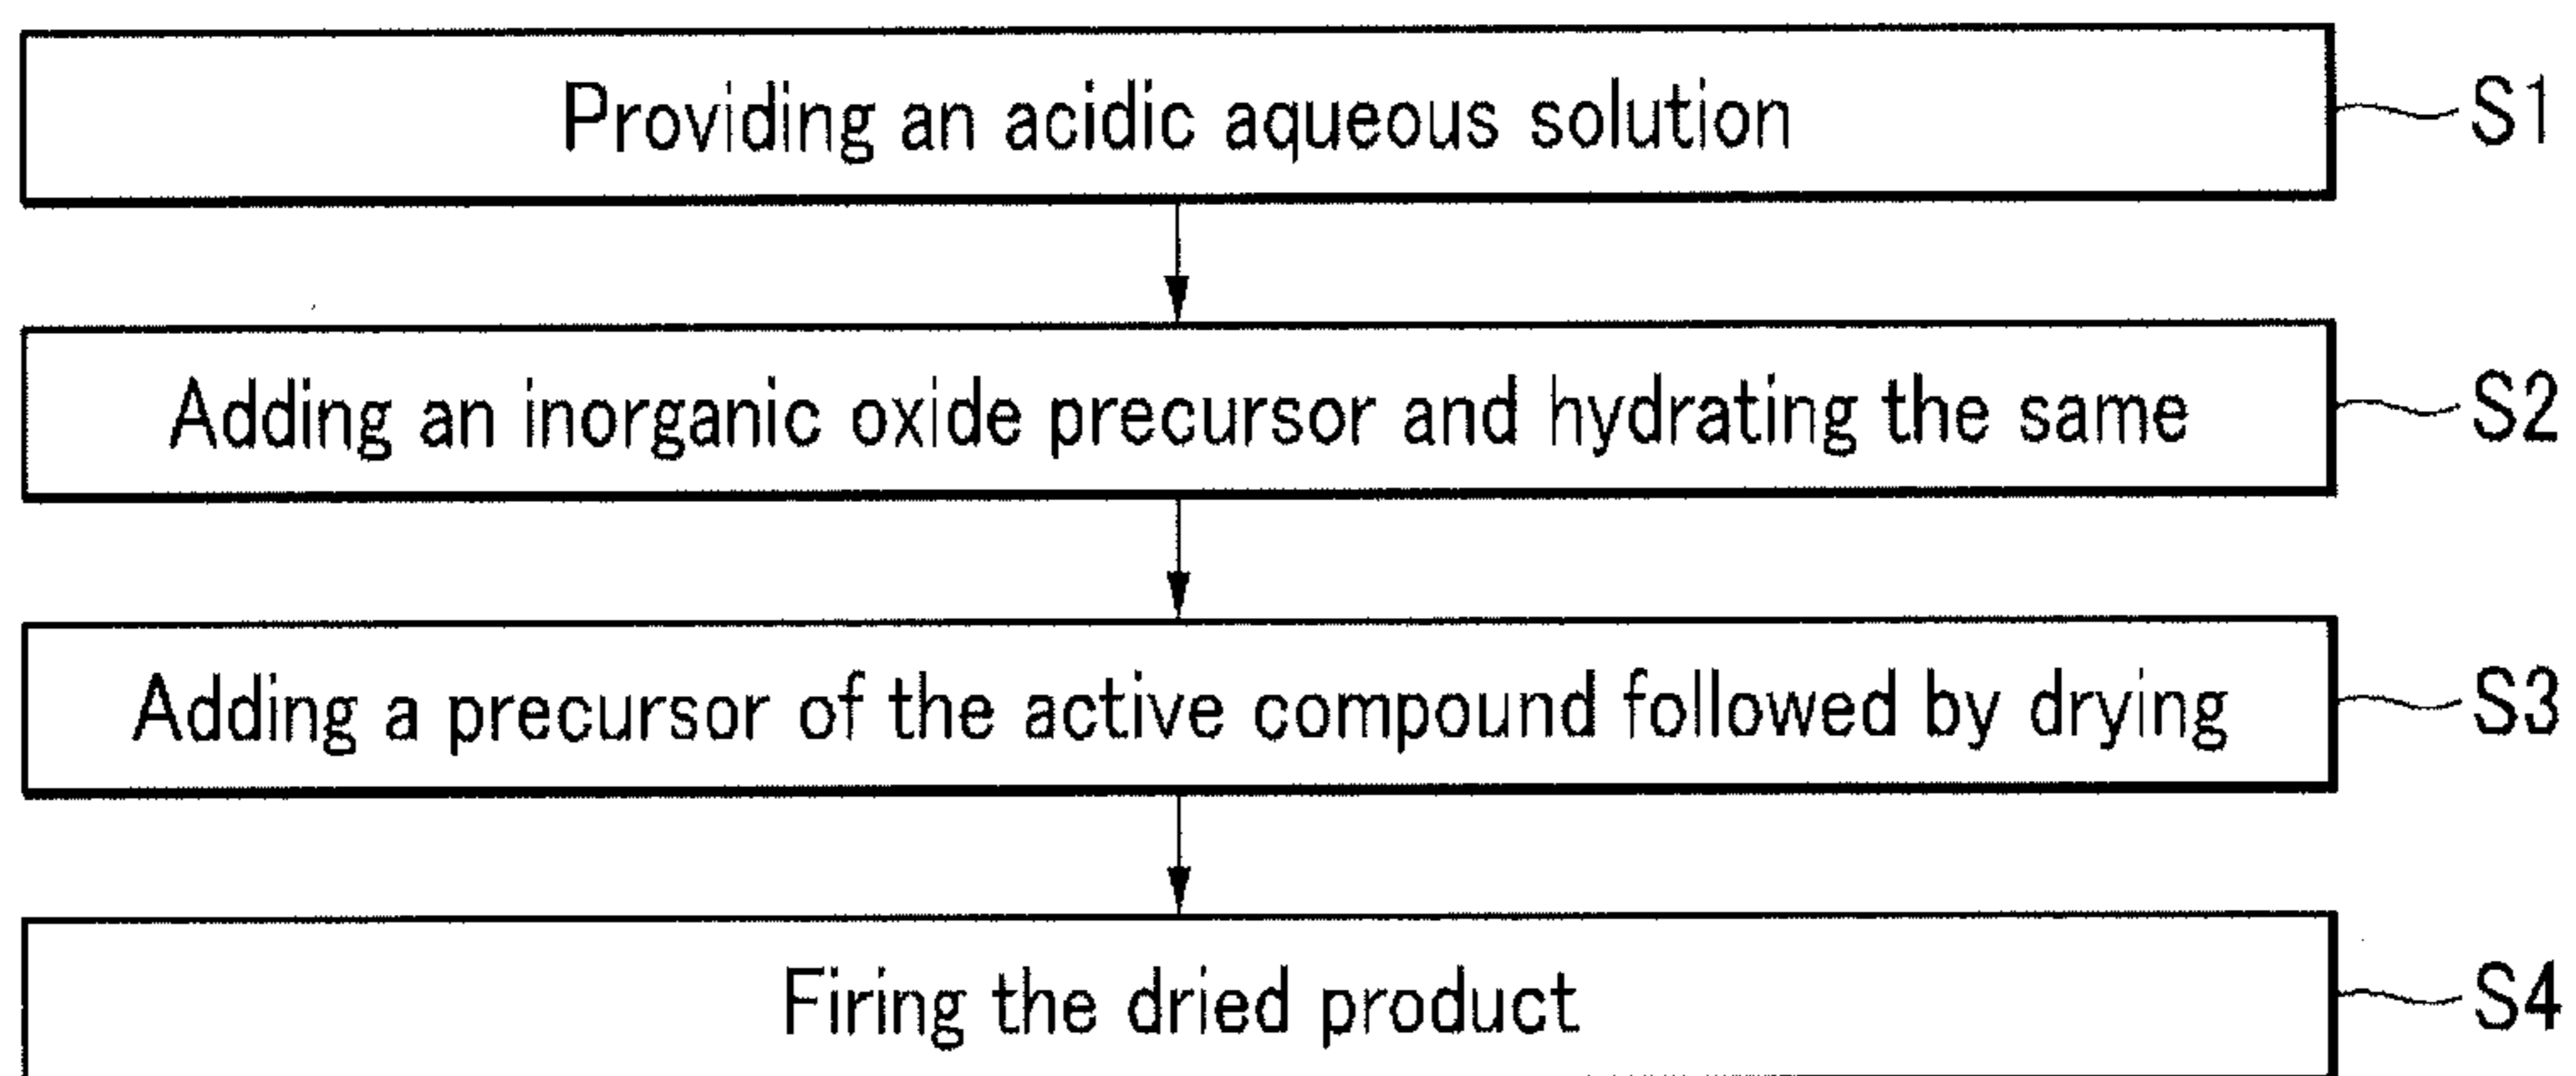 Providing an acidic aqueous solution S1
Adding an inorganic oxide precursor and hydrating the same S2
Adding a precursor of the active compound followed by drying S3
Firing the dried product S4